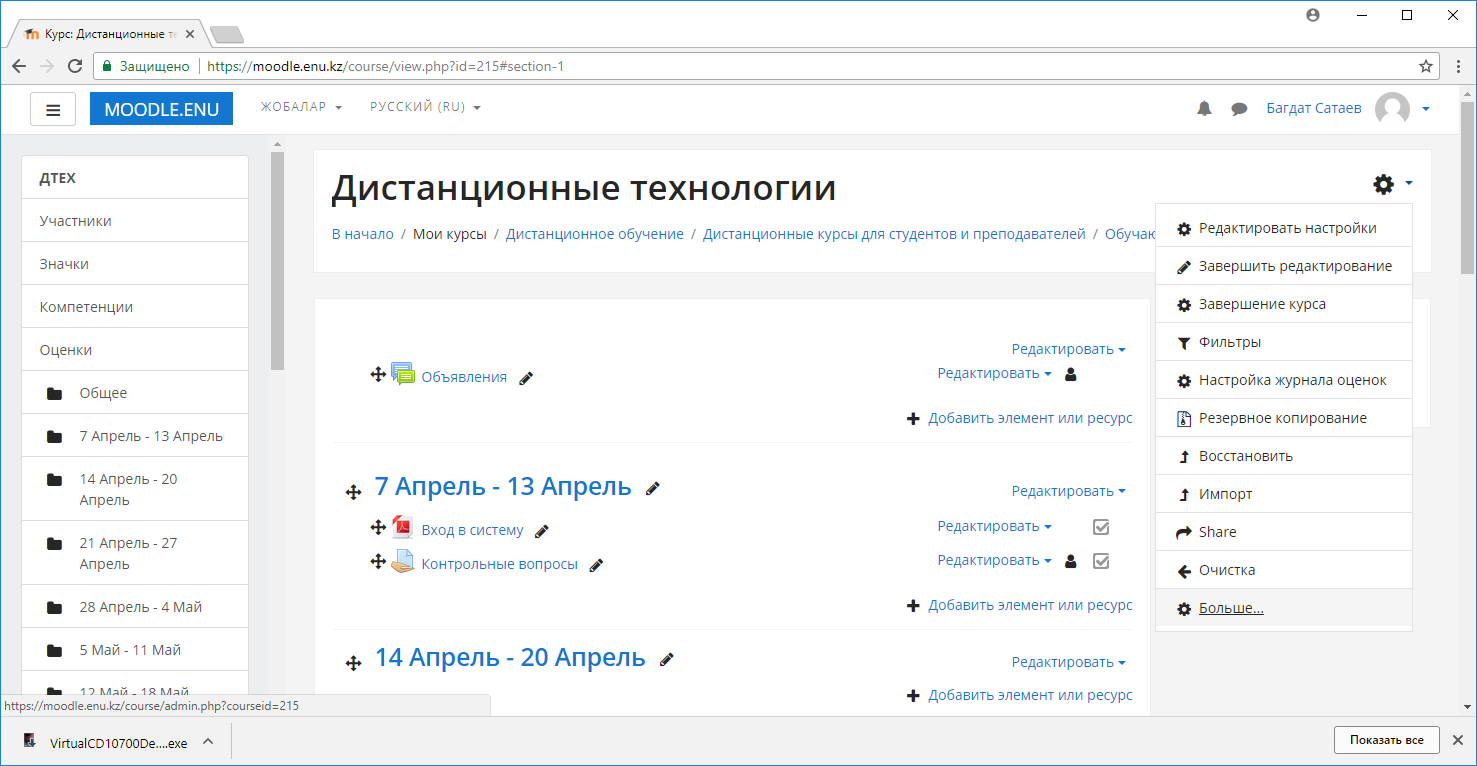 Курс: Дистанционные те
Защищено https://moodle.enu.kz/course/view.php?id=215#section-1
MOODLE.ENU ЖОБАЛАР РУССКИЙ (RU) Багдат Сатаев
ДТЕХ
Участники
Значки
Компетенции
Оценки
Общее
7 Апрель - 13 Апрель
14 Апрель - 20
Апрель
21 Апрель - 27
Апрель
28 Апрель - 4 Май
5 Май - 11 Май
12 Май - 18 Май
Дистанционные технологии
В начало / Мои курсы / Дистанционное обучение / Дистанционные курсы для студентов и преподавателей / Обучаю
Редактировать
Объявления Редактировать
Добавить элемент или ресурс
7 Апрель - 13 Апрель Редактировать
Вход в систему Редактировать
Контрольные вопросы Редактировать
Добавить элемент или ресурс
14 Апрель - 20 Апрель Редактировать
Добавить элемент или ресурс
Редактировать настройки
Завершить редактирование
Завершение курса
Фильтры
Настройка журнала оценок
Резервное копирование
Восстановить
Импорт
Share
Очистка
Больше...
https://moodle.enu.kz/course/admin.php?courseid=215
VirtualCD10700De....exe Показать все